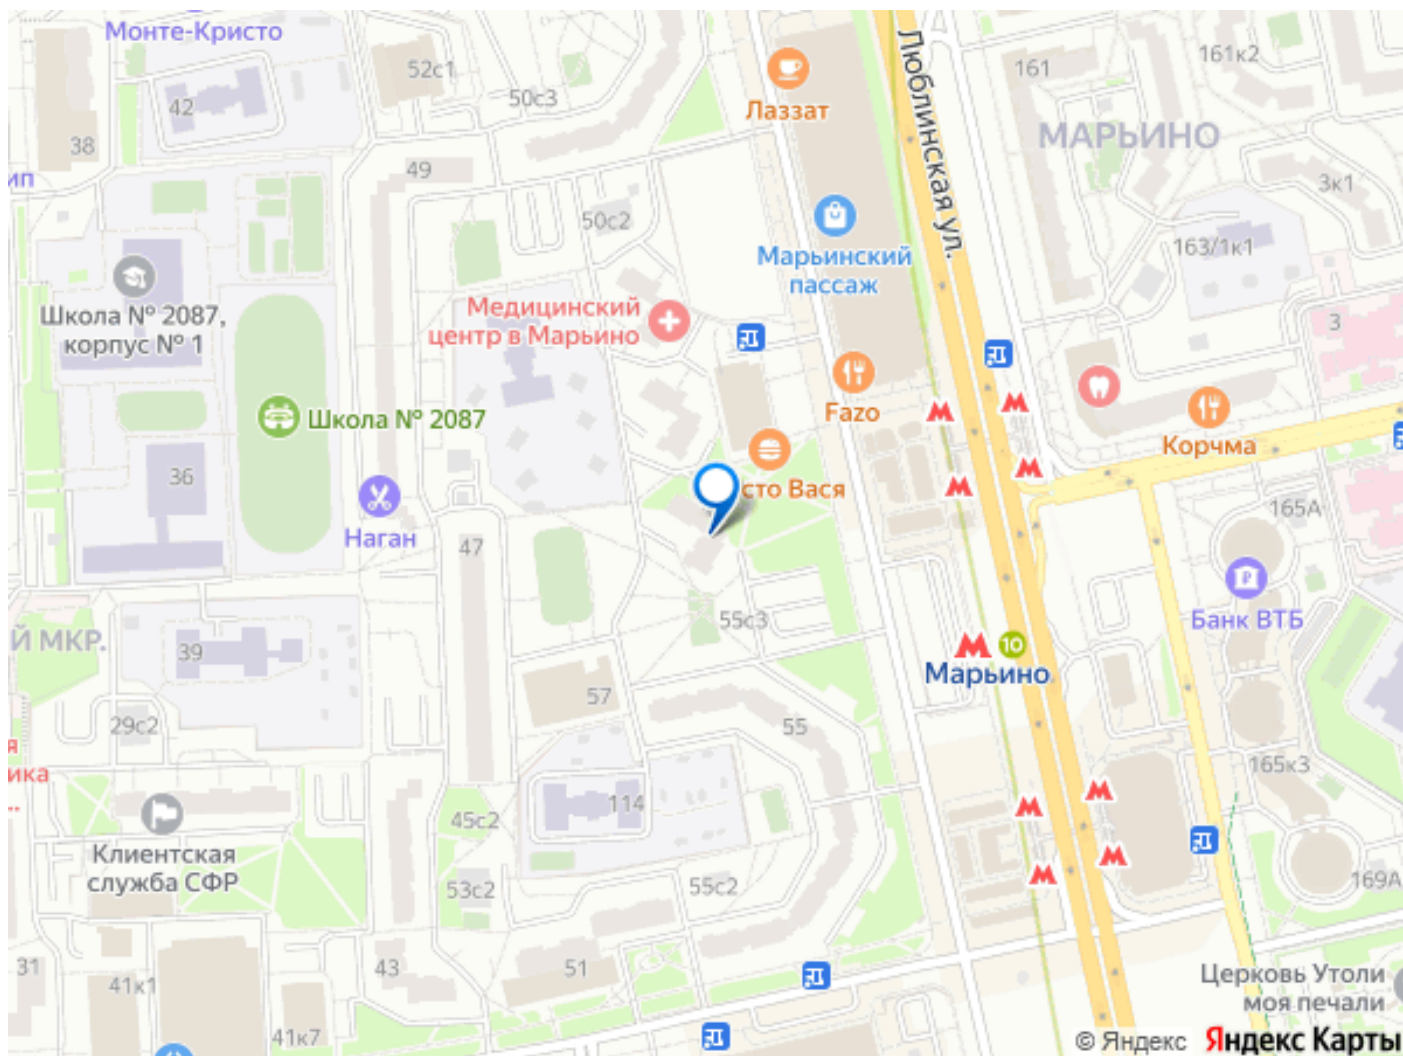 Монте-Кристо
52с1
Лаззат
Люблинская ул.
161
161к2
42
50с3
38
МАРЬИНО
49
ип
3к1
50с2
163/1к1
Марьинский
пассаж
Школа № 2087,
корпус № 1
Медицинский
центр в Марьино
3
Fazo
Школа № 2087
Корчма
36
сто Вася
165А
Наган
47
Банк ВТБ
55с3
Й МКР.
39
10
Марьино
57
29с2
55
я
ика
..
165к3
114
45с2
Клиентская
служба СФР
53с2
55с2
169А
31
41к1
43
51
Церковь Утоли
моя печали
41к7
© Яндекс Яндекс Карты